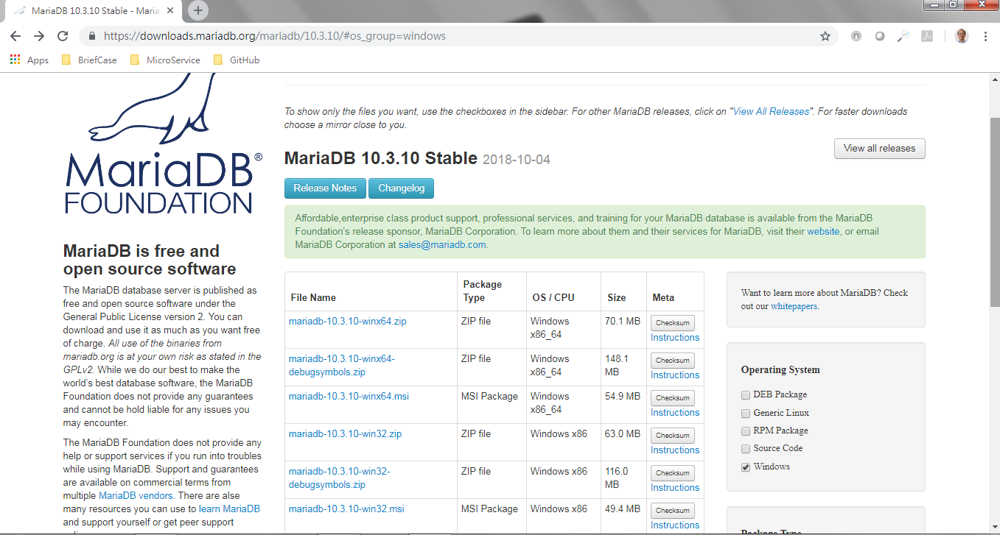 MariaDB 10.3.10 Stable - Maria
https://downloads.mariadb.org/mariadb/10.3.10/#os_group=windows
Apps BriefCase MicroService GitHub
MariaDB®
FOUNDATION
MariaDB is free and
open source software
The MariaDB database server is published as
free and open source software under the
General Public License version 2. You can
download and use it as much as you want free
of charge. All use of the binaries from
mariadb.org is at your own risk as stated in the
GPLv2. While we do our best to make the
world's best database software, the MariaDB
Foundation does not provide any guarantees
and cannot be hold liable for any issues you
may encounter.
The MariaDB Foundation does not provide any
help or support services if you run into troubles
while using MariaDB. Support and guarantees
are available on commercial terms from
multiple MariaDB vendors. There are alse
many resources you can use to learn MariaDB
and support yourself or get peer support
To show only the files you want, use the checkboxes in the sidebar. For other MariaDB releases, click on "View All Releases". For faster downloads
choose a mirror close to you.
View all releases
MariaDB 10.3.10 Stable 2018-10-04
Release Notes Changelog
Affordable,enterprise class product support, professional services, and training for your MariaDB database is available from the MariaDB
Foundation's release sponsor, MariaDB Corporation. To learn more about them and their services for MariaDB, visit their website, or email
MariaDB Corporation at sales@mariadb.com.
Package
File Name Type OS / CPU Size Meta
mariadb-10.3.10-winx64.zip ZIP file Windows 70.1 MB Checksum
x86_64 Instructions
mariadb-10.3.10-winx64- ZIP file Windows 148.1 Checksum
debugsymbols.zip x86_64 MB Instructions
mariadb-10.3.10-winx64.msi MSI Package Windows 54.9 MB Checksum
x86_64 Instructions
mariadb-10.3.10-win32.zip ZIP file Windows x86 63.0 MB Checksum
Instructions
mariadb-10.3.10-win32- ZIP file Windows x86 116.0 Checksum
debugsymbols.zip MB Instructions
mariadb-10.3.10-win32.msi MSI Package Windows x86 49.4 MB Checksum
Instructions
Want to learn more about MariaDB? Check
out our whitepapers.
Operating System
DEB Package
Generic Linux
RPM Package
Source Code
Windows
Package Type